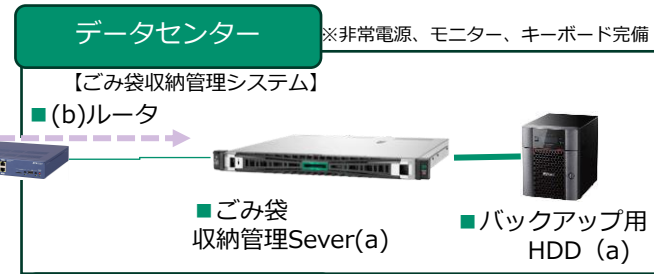 データセンター
※非常電源、モニター、キーボード完備
【ごみ袋収納管理システム】
■(b)ルータ
■ごみ袋
収納管理Sever(a)
■バックアップ用
HDD（a)